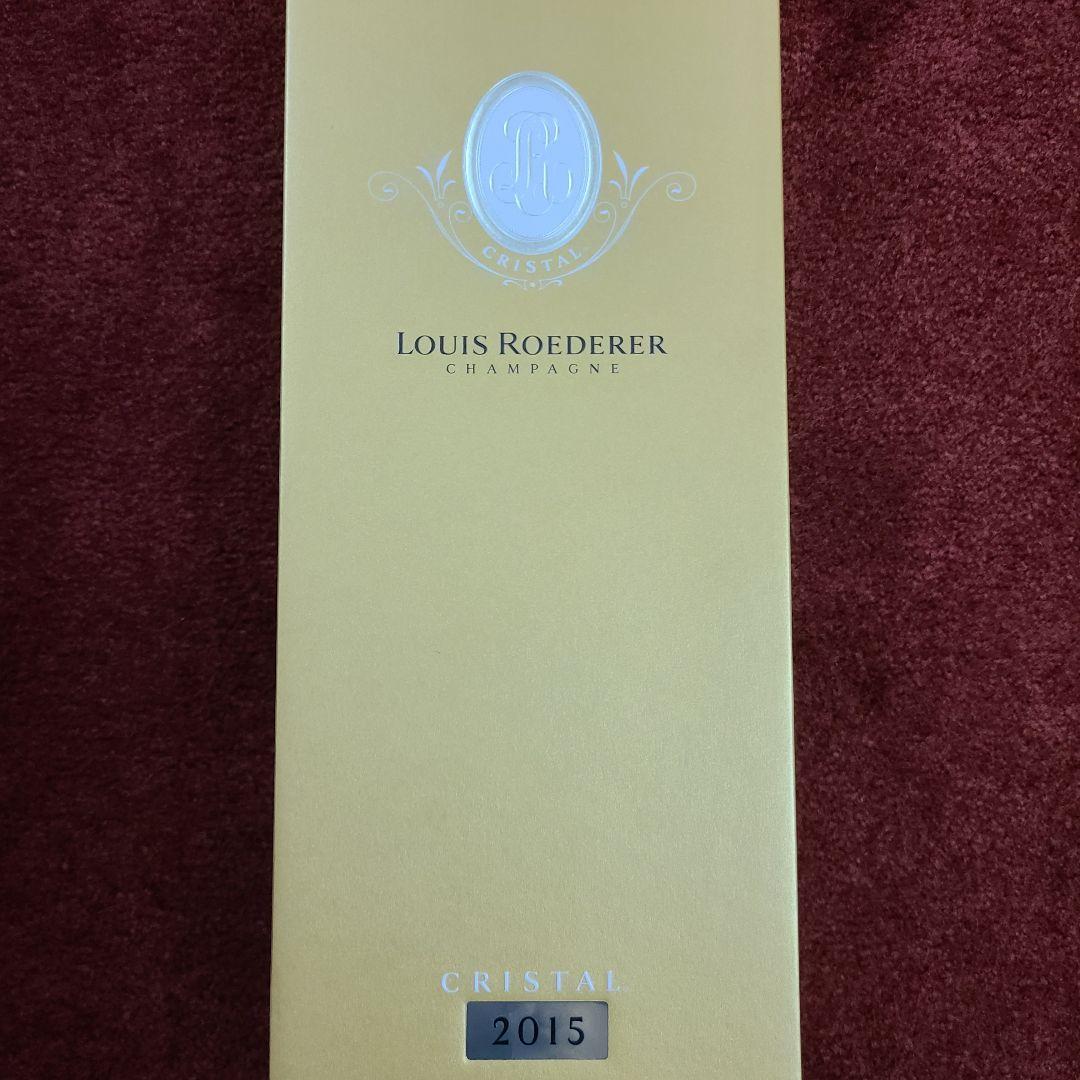 CRISTAL
LOUIS ROEDERER
CHAMPAGNE
CRISTAL
2015